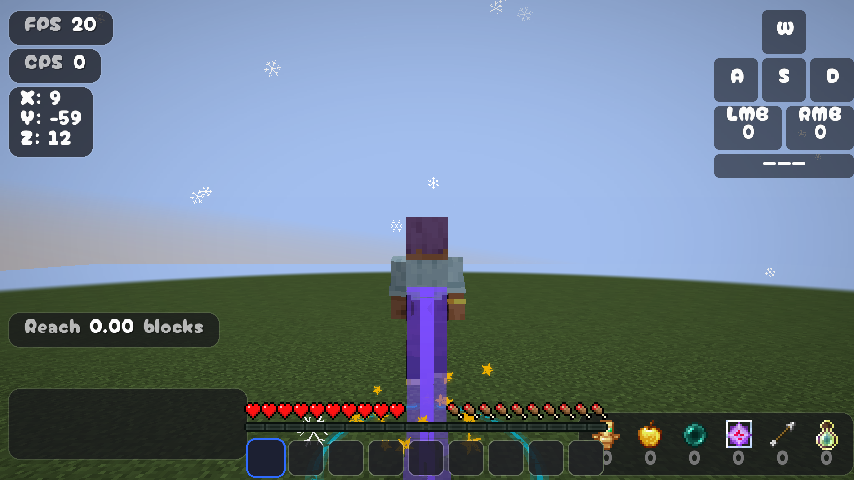 FPS 20
CPS 0
X: 9
Y: -59
Z: 12
W
A S D
LMB RMB
0 0
Reach 0.00 blocks
0 0 0 0 0 0